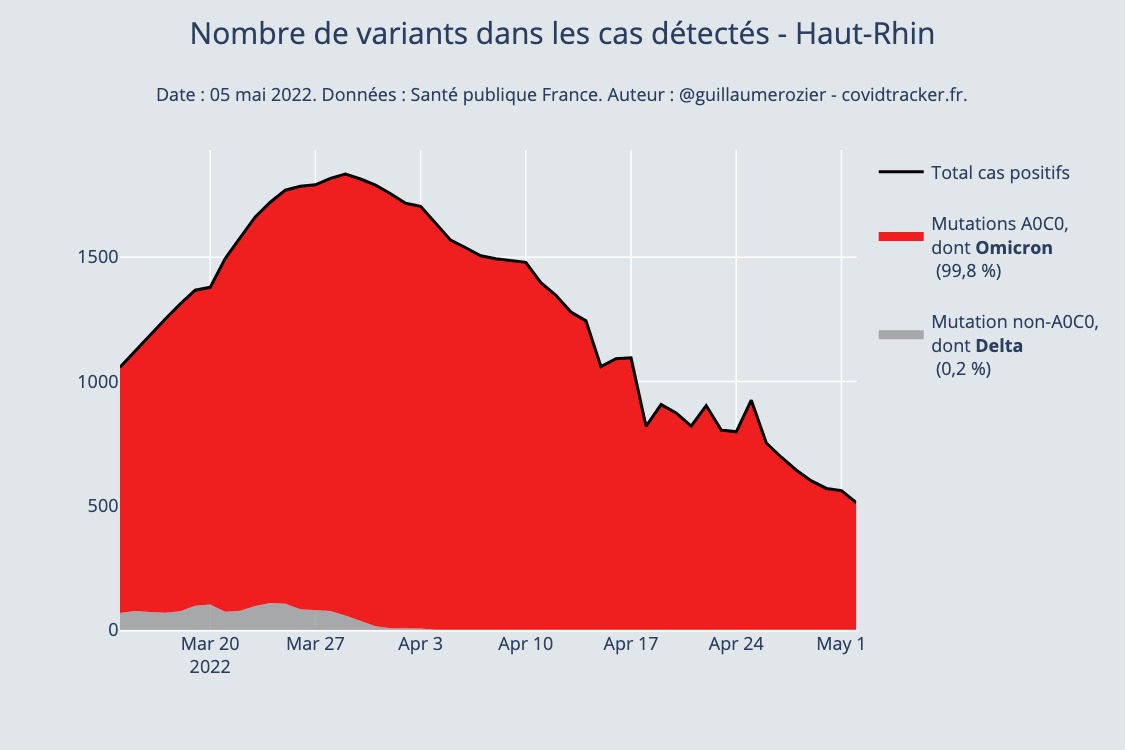 Nombre de variants dans les cas détectés - Haut-Rhin
Date : 05 mai 2022. Données : Santé publique France. Auteur : @guillaumerozier - covidtracker.fr.
Total cas positifs
Mutations A0C0,
dont Omicron
(99,8 %)
Mutation non-A0C0,
dont Delta
(0,2 %)
1500
1000
500
0
Mar 20
2022
Mar 27
Apr 3
Apr 10
Apr 17
Apr 24
May 1